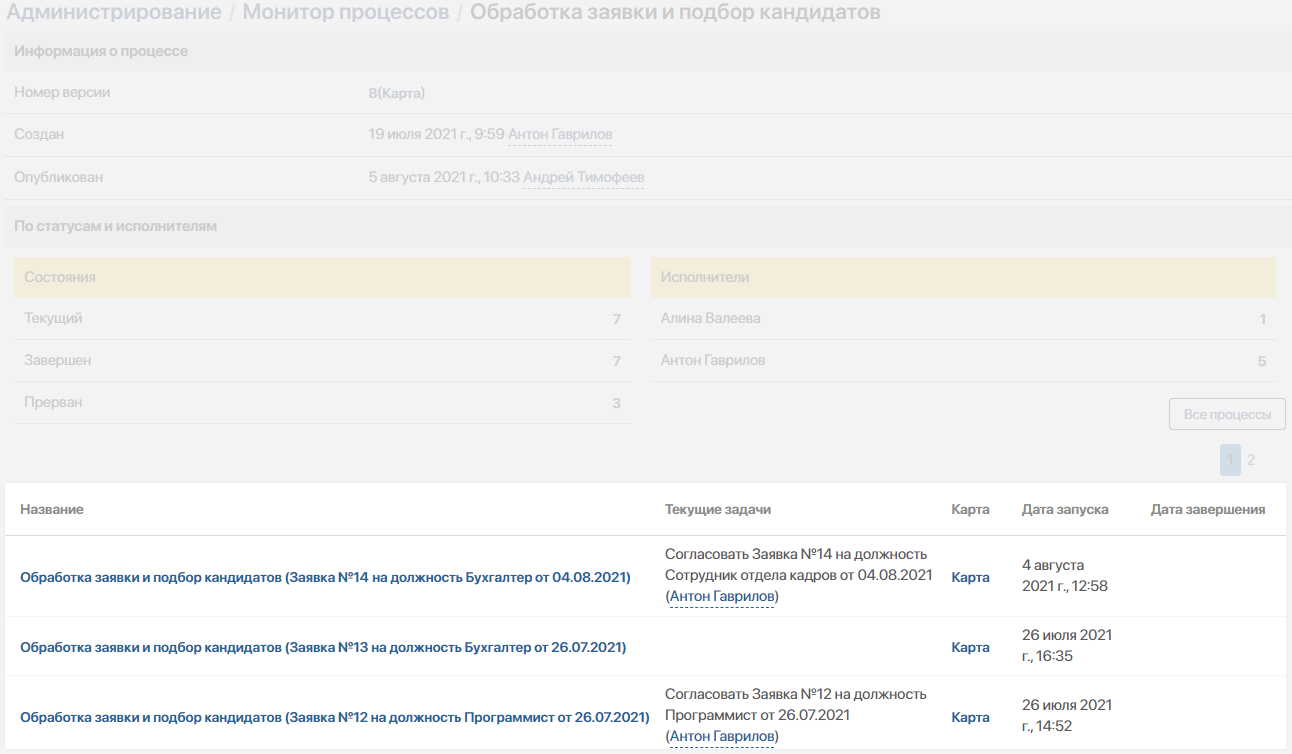 Администрирование / Монитор процессов / Обработка заявки и подбор кандидатов
Информация о процессе
Номер версии 8(Карта)
Создан 19 июля 2021 г., 9:59 Антон Гаврилов
Опубликован 5 августа 2021 г., 10:33 Андрей Тимофеев
По статусам и исполнителям
Состояния Исполнители
Текущий 7 Алина Валеева 1
Завершен 7 Антон Гаврилов 5
Прерван 3
Все процессы
1 2
Название Текущие задачи Карта Дата запуска Дата завершения
Обработка заявки и подбор кандидатов (Заявка №14 на должность Бухгалтер от 04.08.2021)
Согласовать Заявка №14 на должность
Сотрудник отдела кадров от 04.08.2021
(Антон Гаврилов)
Карта
4 августа
2021 г., 12:58
Обработка заявки и подбор кандидатов (Заявка №13 на должность Бухгалтер от 26.07.2021)
Карта
26 июля 2021
г., 16:35
Обработка заявки и подбор кандидатов (Заявка №12 на должность Программист от 26.07.2021)
Согласовать Заявка №12 на должность
Программист от 26.07.2021
(Антон Гаврилов)
Карта
26 июля 2021
г., 14:52